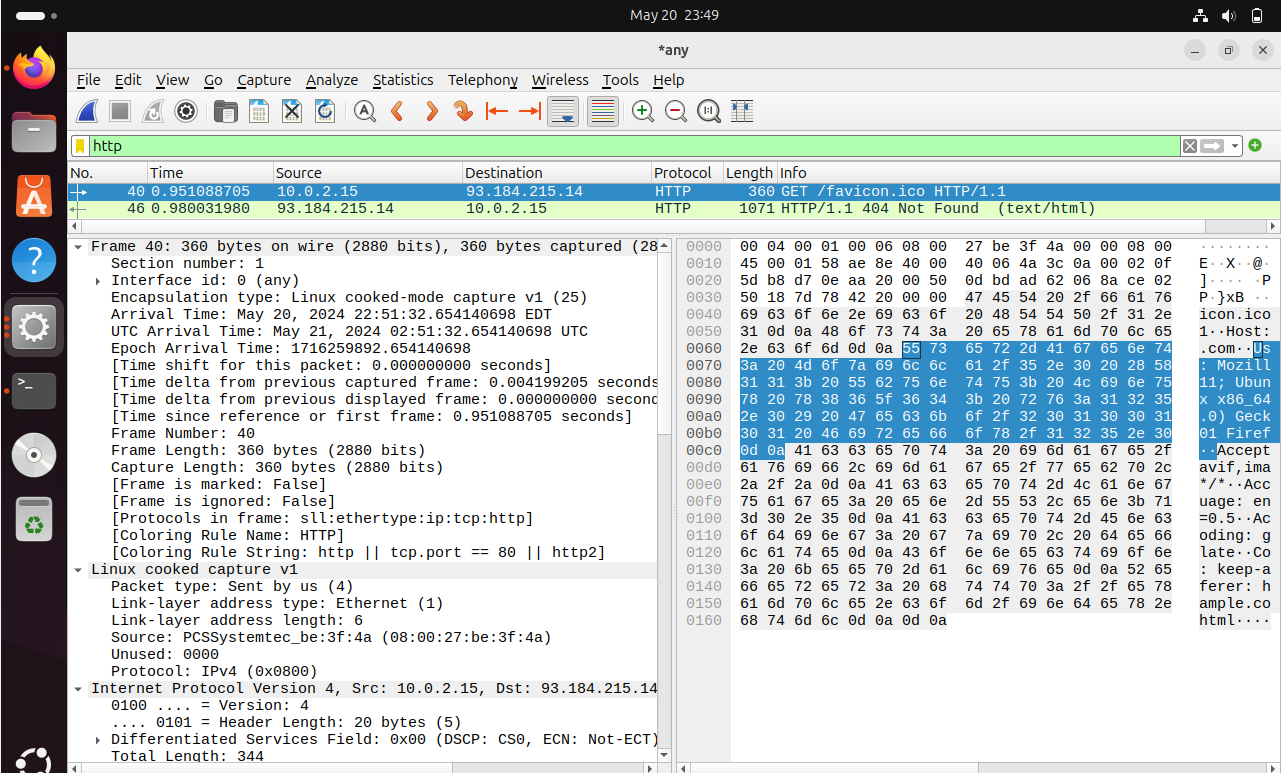 May 20 23:49
*any
File Edit View Go Capture Analyze Statistics Telephony Wireless Tools Help
http
No. Time Source Destination Protocol Length Info
40 0.951088705 10.0.2.15 93.184.215.14 HTTP 360 GET /favicon.ico HTTP/1.1
46 0.980031980 93.184.215.14 10.0.2.15 HTTP 1071 HTTP/1.1 404 Not Found (text/html)
Frame 40: 360 bytes on wire (2880 bits), 360 bytes captured (28
Section number: 1
Interface id: 0 (any)
Encapsulation type: Linux cooked-mode capture v1 (25)
Arrival Time: May 20, 2024 22:51:32.654140698 EDT
UTC Arrival Time: May 21, 2024 02:51:32.654140698 UTC
Epoch Arrival Time: 1716259892.654140698
[Time shift for this packet: 0.000000000 seconds]
[Time delta from previous captured frame: 0.004199205 seconds
[Time delta from previous displayed frame: 0.000000000 second
[Time since reference or first frame: 0.951088705 seconds]
Frame Number: 40
Frame Length: 360 bytes (2880 bits)
Capture Length: 360 bytes (2880 bits)
[Frame is marked: False]
[Frame is ignored: False]
[Protocols in frame: sll:ethertype:ip:tcp:http]
[Coloring Rule Name: HTTP]
[Coloring Rule String: http || tcp.port == 80 || http2]
Linux cooked capture v1
Packet type: Sent by us (4)
Link-layer address type: Ethernet (1)
Link-layer address length: 6
Source: PCSSystemtec_be:3f:4a (08:00:27:be:3f:4a)
Unused: 0000
Protocol: IPv4 (0x0800)
Internet Protocol Version 4, Src: 10.0.2.15, Dst: 93.184.215.14
0100 .... = Version: 4
.... 0101 = Header Length: 20 bytes (5)
Differentiated Services Field: 0x00 (DSCP: CS0, ECN: Not-ECT)
Total Length: 344
0000 00 04 00 01 00 06 08 00 27 be 3f 4a 00 00 08 00 ········
0010 45 00 01 58 ae 8e 40 00 40 06 4a 3c 0a 00 02 0f E··X··@·
0020 5d b8 d7 0e aa 20 00 50 0d bd ad 62 06 8a ce 02 ]···· ·P
0030 50 18 7d 78 42 20 00 00 47 45 54 20 2f 66 61 76 P·}xB ··
0040 69 63 6f 6e 2e 69 63 6f 20 48 54 54 50 2f 31 2e icon.ico
0050 31 0d 0a 48 6f 73 74 3a 20 65 78 61 6d 70 6c 65 1··Host:
0060 2e 63 6f 6d 0d 0a 55 73 65 72 2d 41 67 65 6e 74 .com··Us
0070 3a 20 4d 6f 7a 69 6c 6c 61 2f 35 2e 30 20 28 58 : Mozill
0080 31 31 3b 20 55 62 75 6e 74 75 3b 20 4c 69 6e 75 11; Ubun
0090 78 20 78 38 36 5f 36 34 3b 20 72 76 3a 31 32 35 x x86_64
00a0 2e 30 29 20 47 65 63 6b 6f 2f 32 30 31 30 30 31 .0) Geck
00b0 30 31 20 46 69 72 65 66 6f 78 2f 31 32 35 2e 30 01 Firef
00c0 0d 0a 41 63 63 65 70 74 3a 20 69 6d 61 67 65 2f ··Accept
00d0 61 76 69 66 2c 69 6d 61 67 65 2f 77 65 62 70 2c avif,ima
00e0 2a 2f 2a 0d 0a 41 63 63 65 70 74 2d 4c 61 6e 67 */*··Acc
00f0 75 61 67 65 3a 20 65 6e 2d 55 53 2c 65 6e 3b 71 uage: en
0100 3d 30 2e 35 0d 0a 41 63 63 65 70 74 2d 45 6e 63 =0.5··Ac
0110 6f 64 69 6e 67 3a 20 67 7a 69 70 2c 20 64 65 66 oding: g
0120 6c 61 74 65 0d 0a 43 6f 6e 6e 65 63 74 69 6f 6e late··Co
0130 3a 20 6b 65 65 70 2d 61 6c 69 76 65 0d 0a 52 65 : keep-a
0140 66 65 72 65 72 3a 20 68 74 74 70 3a 2f 2f 65 78 ferer: h
0150 61 6d 70 6c 65 2e 63 6f 6d 2f 69 6e 64 65 78 2e ample.co
0160 68 74 6d 6c 0d 0a 0d 0a html····